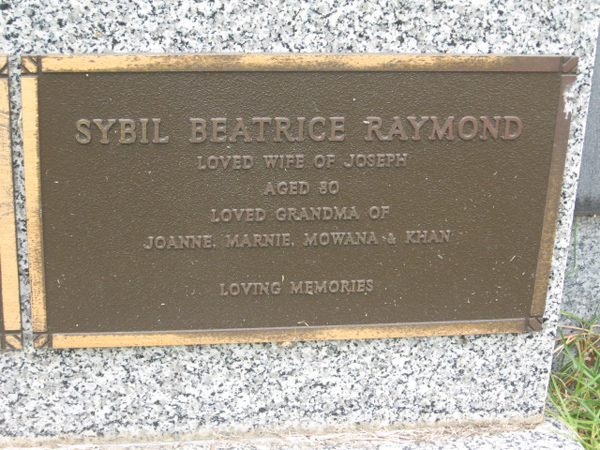 SYBIL BEATRICE RAYMOND
LOVED WIFE OF JOSEPH
AGED 80
LOVED GRANDMA OF
JOANNE, MARNIE, MOWANA & KHAN
LOVING MEMORIES